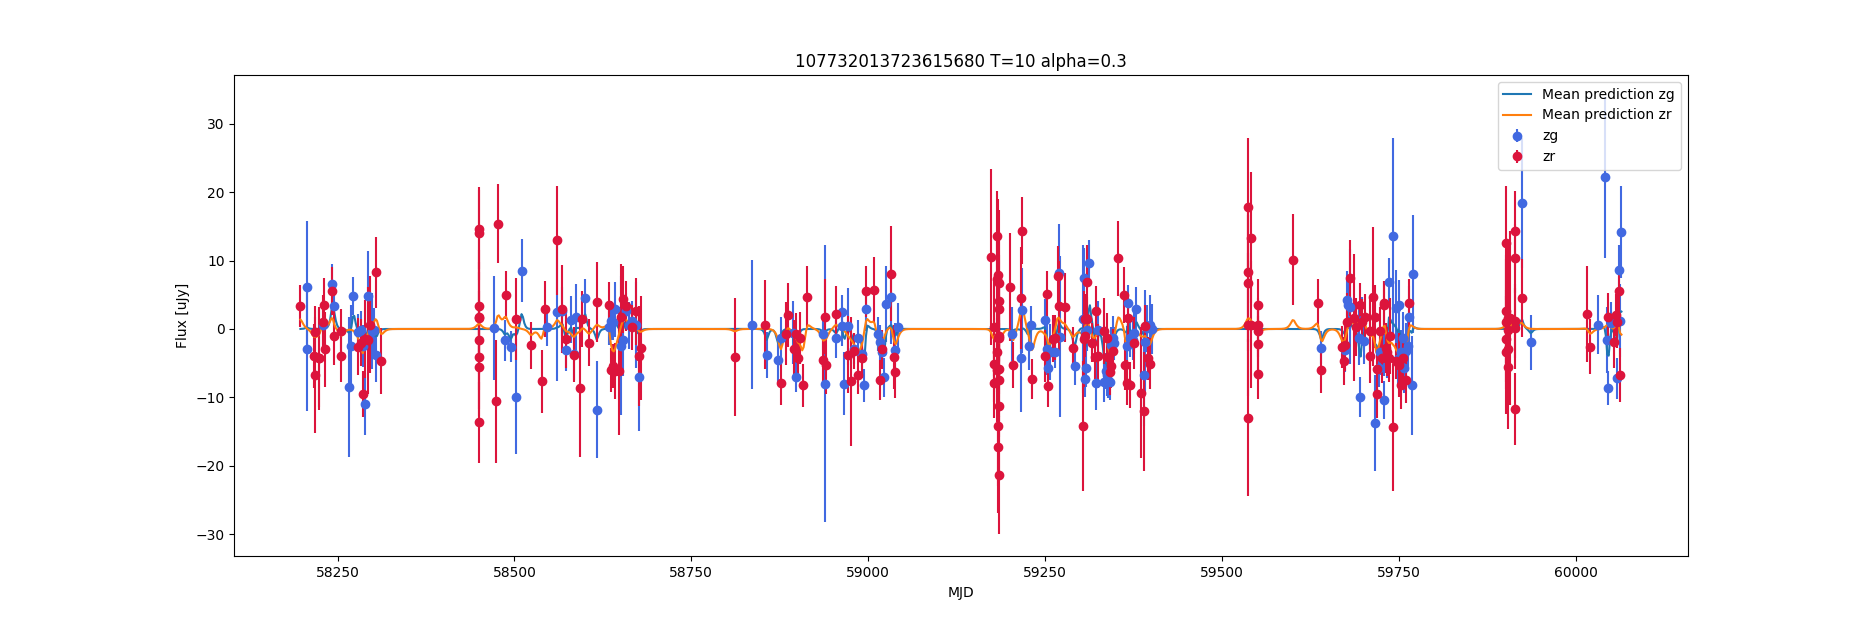 107732013723615680 T=10 alpha=0.3
Mean prediction zg
Mean prediction zr
zg
zr
Flux [uJy]
30
20
10
0
−10
−20
−30
58250 58500 58750 59000 59250 59500 59750 60000
MJD